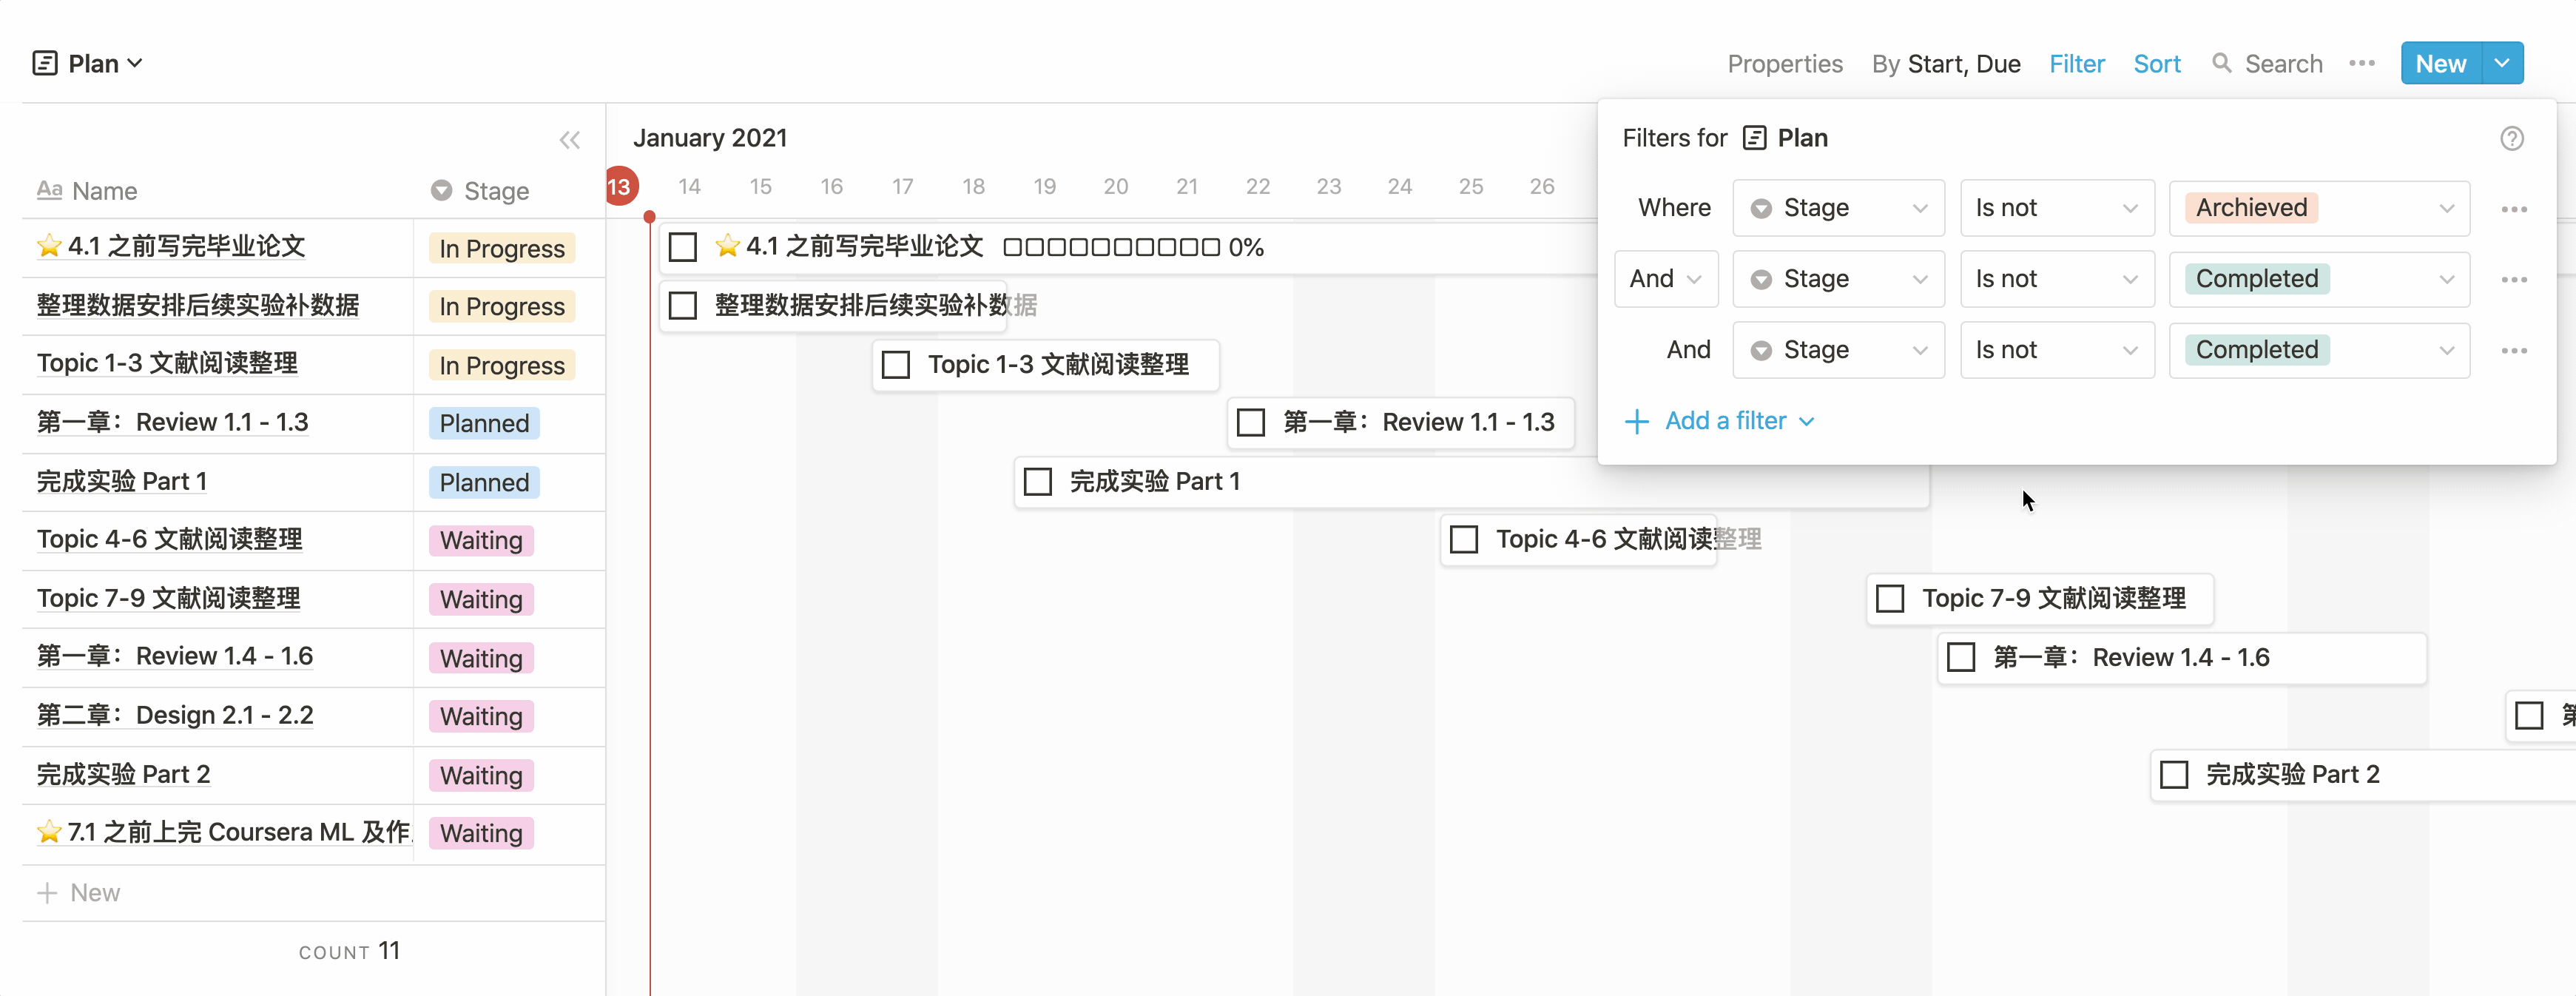 Plan
Properties By Start, Due Filter Sort Search New
January 2021
Aa Name Stage
13 14 15 16 17 18 19 20 21 22 23 24 25 26
⭐ 4.1 之前写完毕业论文 In Progress
整理数据安排后续实验补数据 In Progress
Topic 1-3 文献阅读整理 In Progress
第一章：Review 1.1 - 1.3 Planned
完成实验 Part 1 Planned
Topic 4-6 文献阅读整理 Waiting
Topic 7-9 文献阅读整理 Waiting
第一章：Review 1.4 - 1.6 Waiting
第二章：Design 2.1 - 2.2 Waiting
完成实验 Part 2 Waiting
⭐ 7.1 之前上完 Coursera ML 及作 Waiting
New
COUNT 11
⭐ 4.1 之前写完毕业论文 ▢▢▢▢▢▢▢▢▢▢ 0%
整理数据安排后续实验补数据
Topic 1-3 文献阅读整理
第一章：Review 1.1 - 1.3
完成实验 Part 1
Topic 4-6 文献阅读整理
Topic 7-9 文献阅读整理
第一章：Review 1.4 - 1.6
第
完成实验 Part 2
Filters for Plan
Where Stage Is not Archieved
And Stage Is not Completed
And Stage Is not Completed
Add a filter